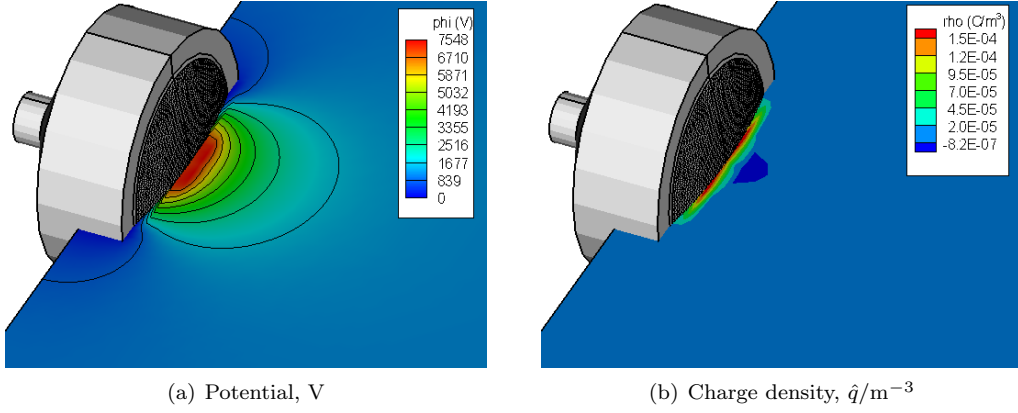 phi (V)
7548
6710
5871
5032
4193
3355
2516
1677
839
0
rho (C/m³)
1.5E-04
1.2E-04
9.5E-05
7.0E-05
4.5E-05
2.0E-05
-8.2E-07
(a) Potential, V
(b) Charge density, q̂/m⁻³